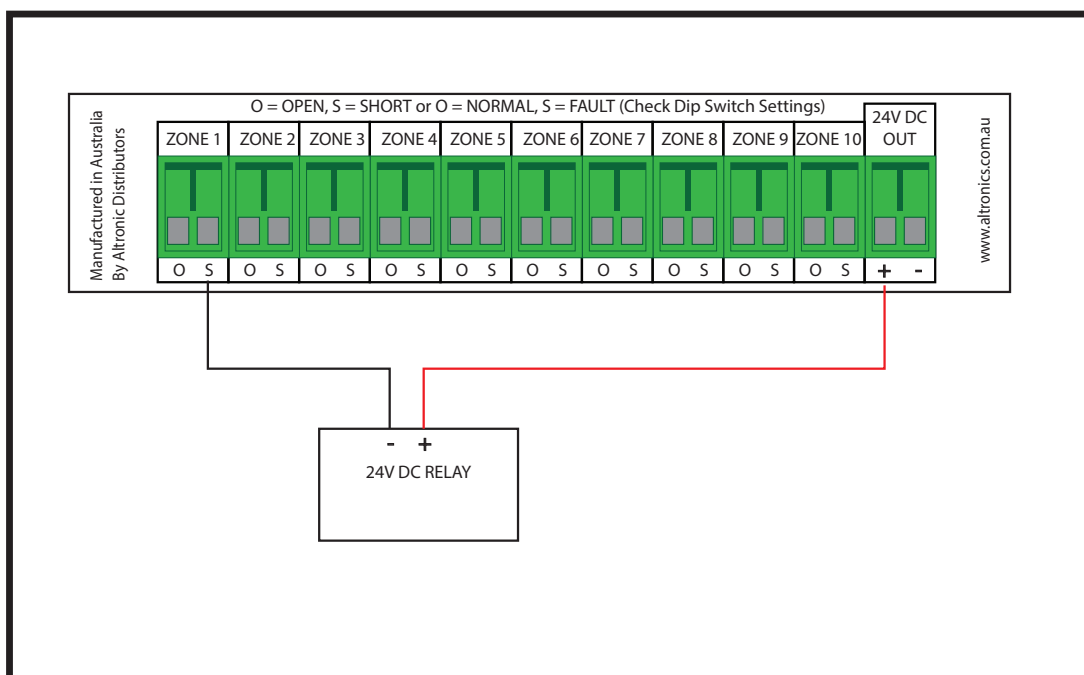 O = OPEN, S = SHORT or O = NORMAL, S = FAULT (Check Dip Switch Settings)
Manufactured in Australia
By Altronic Distributors
ZONE 1 ZONE 2 ZONE 3 ZONE 4 ZONE 5 ZONE 6 ZONE 7 ZONE 8 ZONE 9 ZONE 10
24V DC
OUT
O S O S O S O S O S O S O S O S O S O S + -
www.altronics.com.au
- +
24V DC RELAY